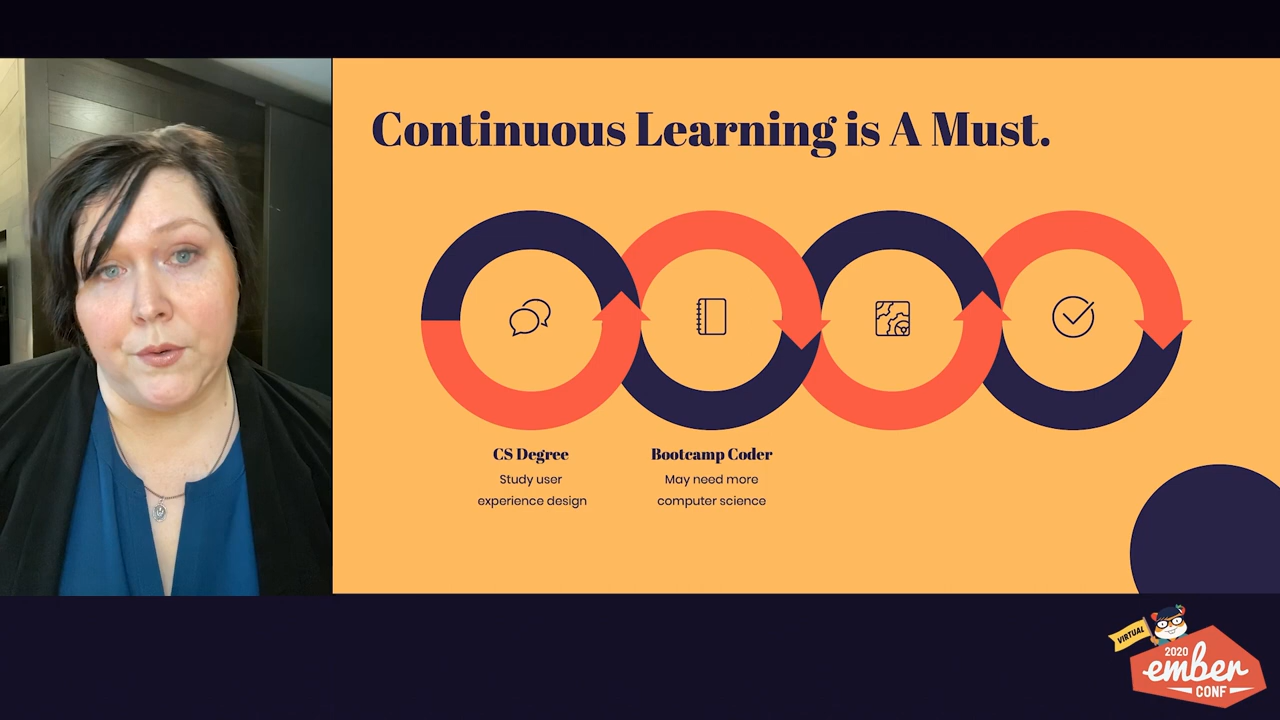 Continuous Learning is A Must.
CS Degree
Study user
experience design
Bootcamp Coder
May need more
computer science
VIRTUAL
2020
ember
CONF